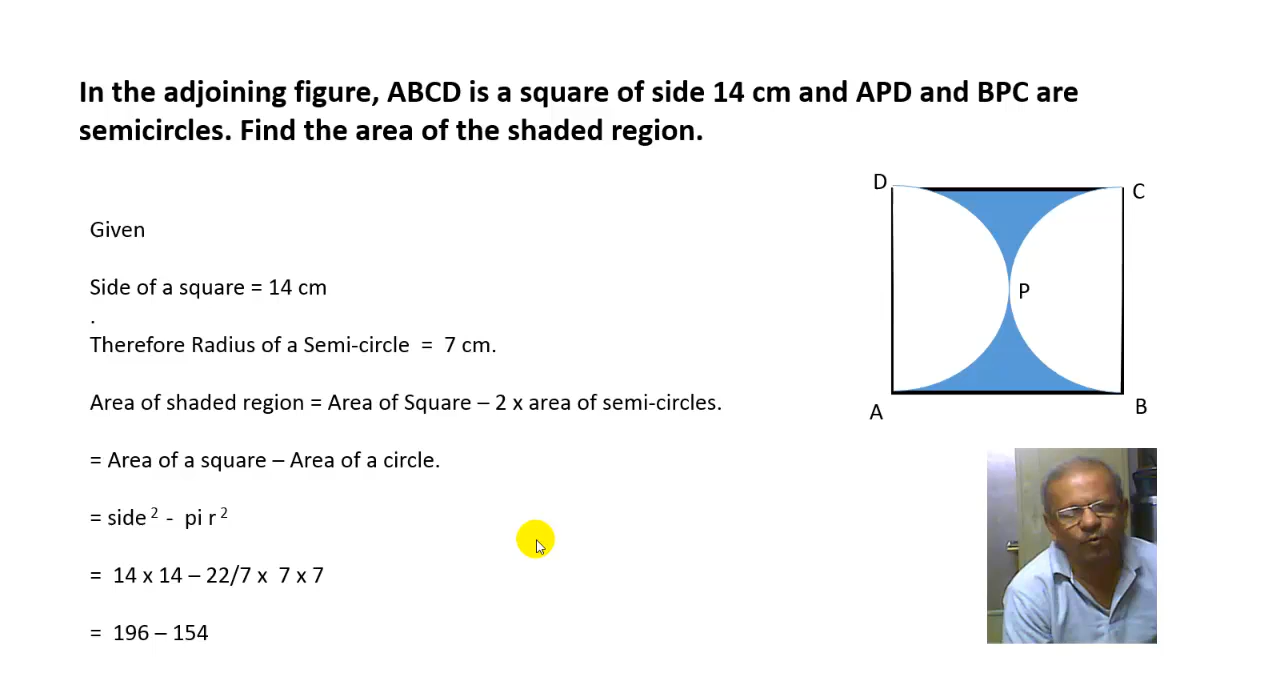 In the adjoining figure, ABCD is a square of side 14 cm and APD and BPC are
semicircles. Find the area of the shaded region.
D
C
Given
Side of a square = 14 cm
.
P
Therefore Radius of a Semi-circle  =  7 cm.
Area of shaded region = Area of Square – 2 x area of semi-circles.
A
B
= Area of a square – Area of a circle.
= side ² -  pi r ²
=  14 x 14 – 22/7 x  7 x 7
=  196 – 154